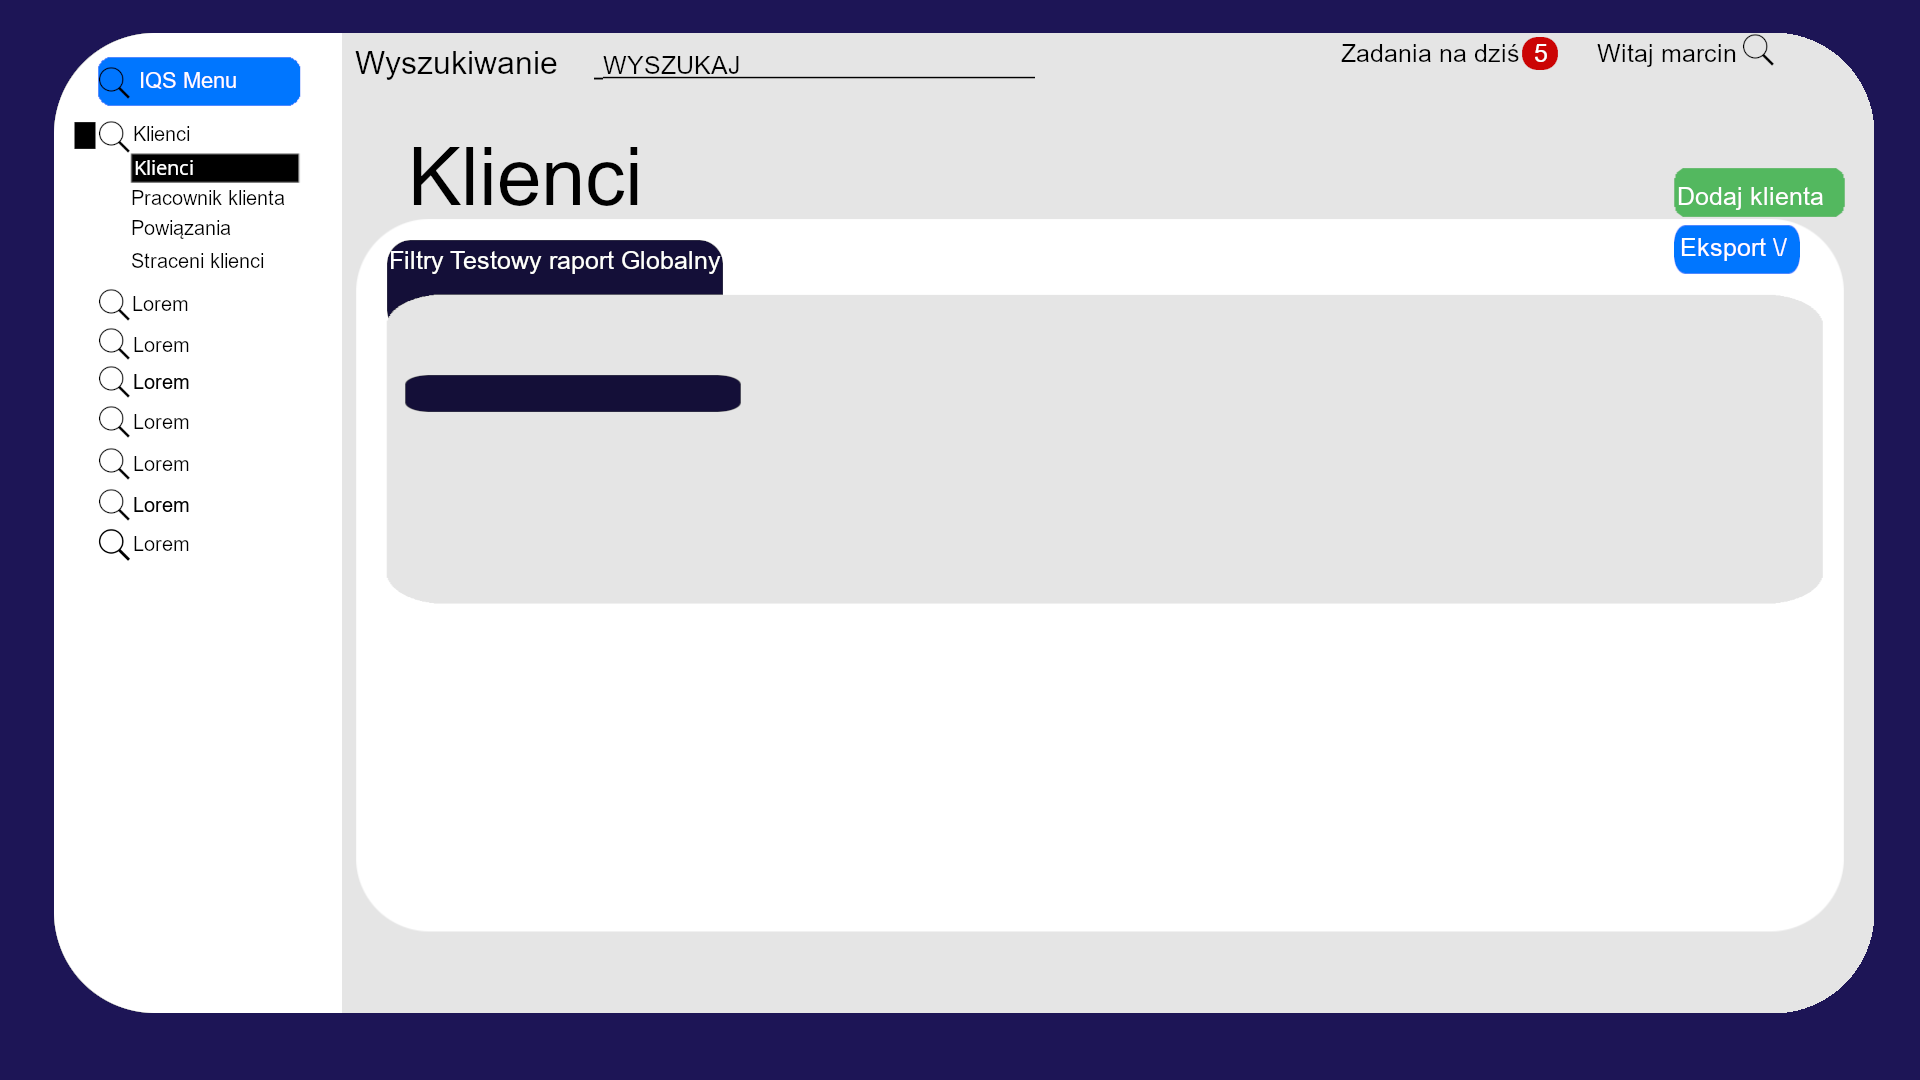 Wyszukiwanie
WYSZUKAJ
Zadania na dziś 5
Witaj marcin
IQS Menu
Klienci
Klienci
Pracownik klienta
Powiązania
Straceni klienci
Lorem
Lorem
Lorem
Lorem
Lorem
Lorem
Lorem
Klienci
Dodaj klienta
Eksport \/
Filtry Testowy raport Globalny